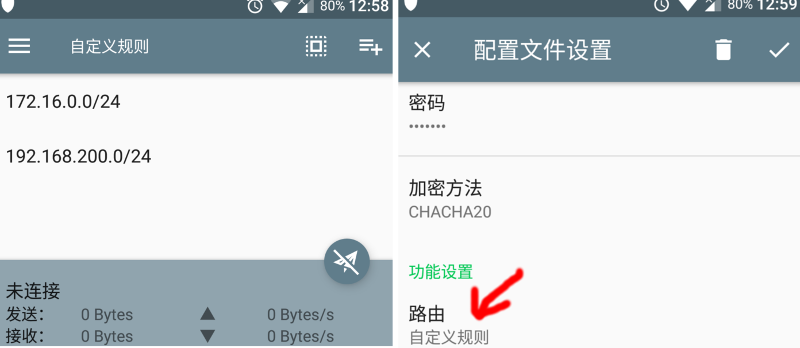 80% 12:58
自定义规则
172.16.0.0/24
192.168.200.0/24
未连接
发送： 0 Bytes ▲ 0 Bytes/s
接收： 0 Bytes ▼ 0 Bytes/s
80% 12:59
配置文件设置
密码
•••••••
加密方法
CHACHA20
功能设置
路由
自定义规则